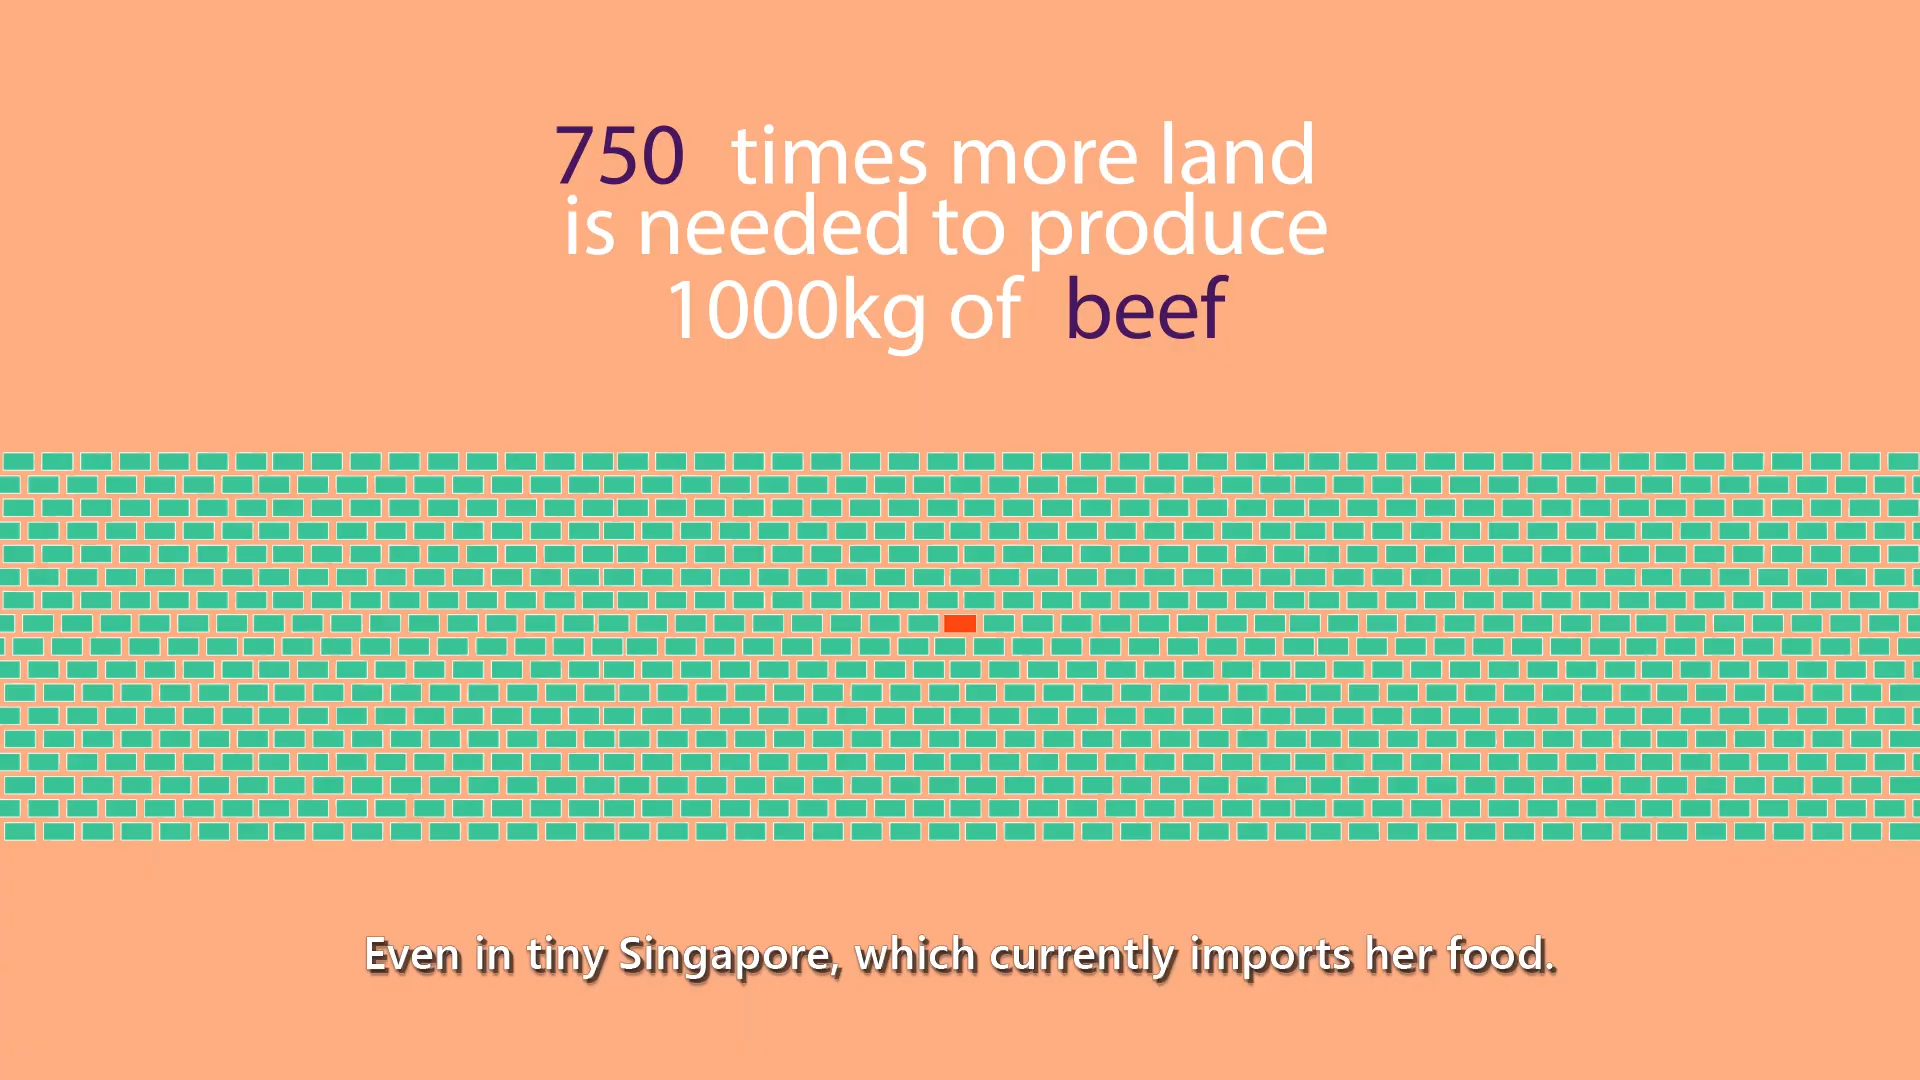 750 times more land
is needed to produce
1000kg of beef
Even in tiny Singapore, which currently imports her food.